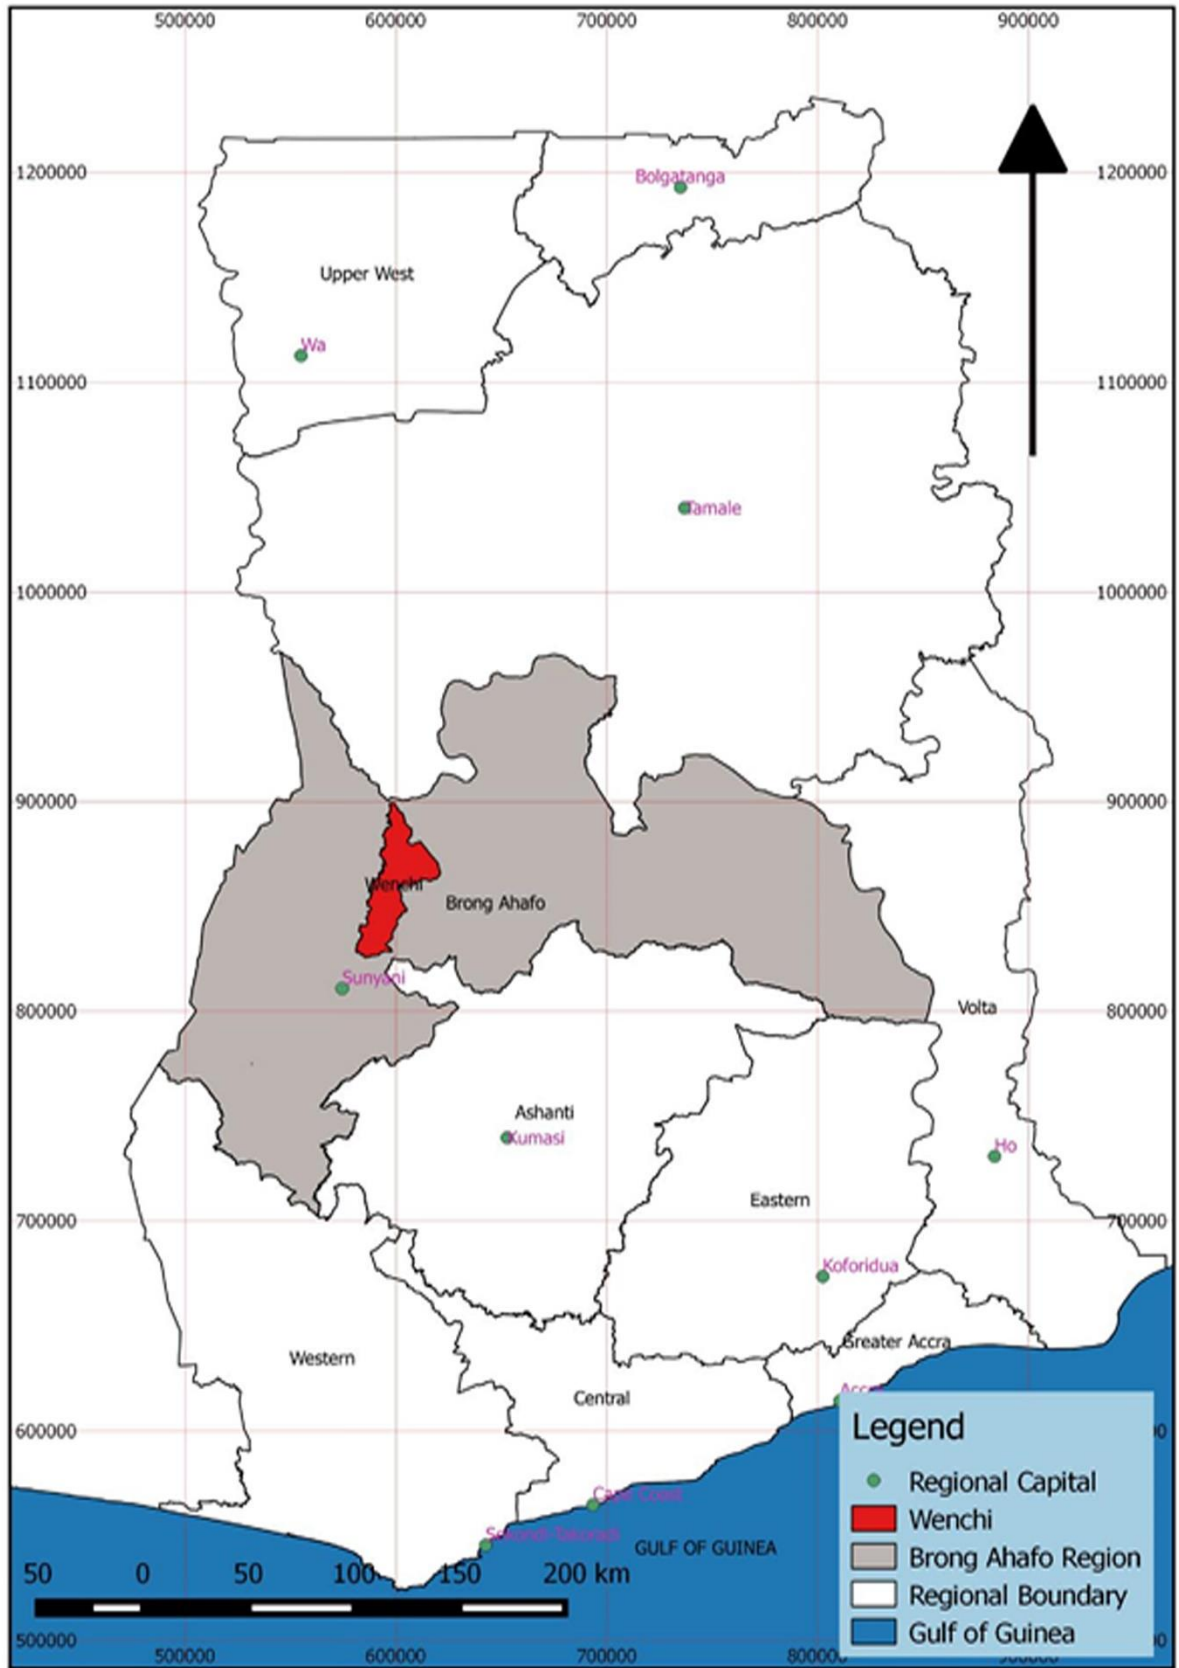 500000 600000 700000 800000 900000
1200000 1200000
Bolgatanga
Upper West
Wa
1100000 1100000
Tamale
1000000 1000000
900000 900000
Wenchi
Brong Ahafo
Sunyani
800000 Volta 800000
Ashanti
Kumasi
Ho
Eastern
700000 700000
Koforidua
Greater Accra
Western
Central
Accra
600000
Legend
Regional Capital
Wenchi
Brong Ahafo Region
Regional Boundary
Gulf of Guinea
Cape Coast
Sekondi-Takoradi
GULF OF GUINEA
50 0 50 100 150 200 km
500000
500000 600000 700000 800000 900000